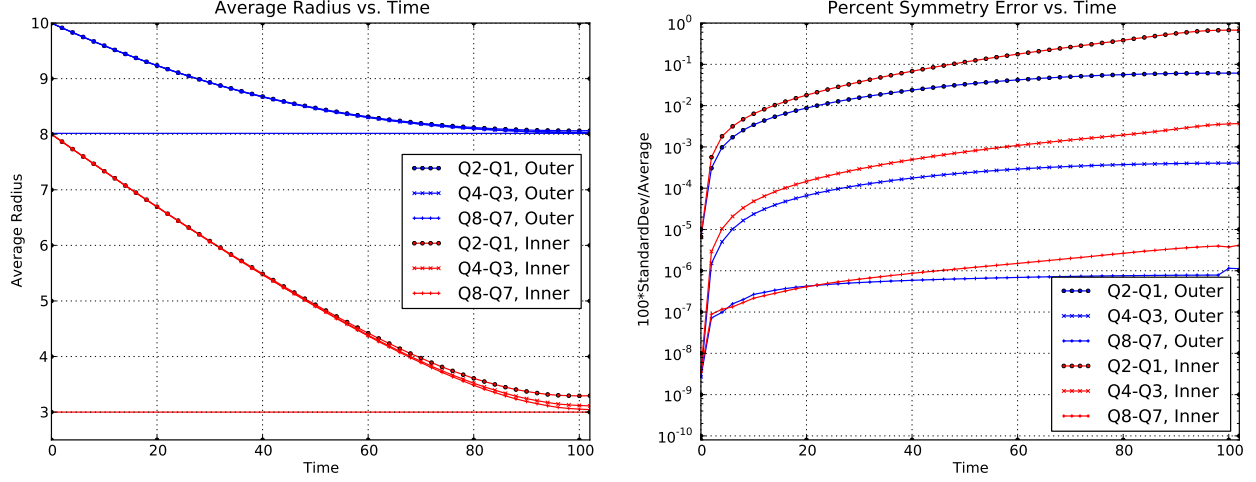 Average Radius vs. Time
10
9
8
7
6
5
4
3
Average Radius
0
20
40
60
80
100
Time
Q2-Q1, Outer
Q4-Q3, Outer
Q8-Q7, Outer
Q2-Q1, Inner
Q4-Q3, Inner
Q8-Q7, Inner
Percent Symmetry Error vs. Time
10^0
10^-1
10^-2
10^-3
10^-4
10^-5
10^-6
10^-7
10^-8
10^-9
10^-10
100*StandardDev/Average
0
20
40
60
80
100
Time
Q2-Q1, Outer
Q4-Q3, Outer
Q8-Q7, Outer
Q2-Q1, Inner
Q4-Q3, Inner
Q8-Q7, Inner